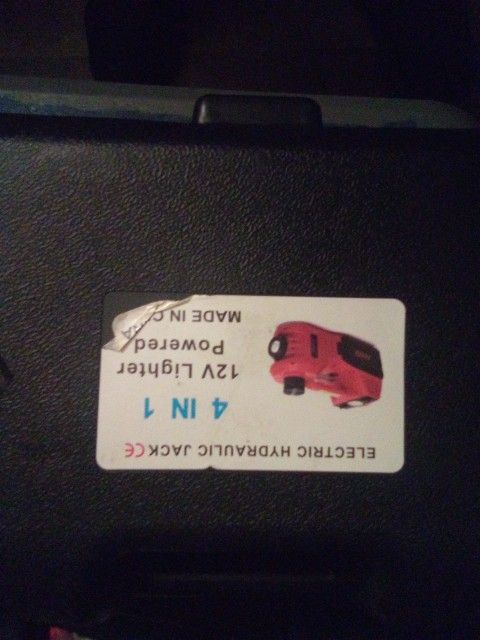 ELECTRIC HYDRAULIC JACK CE
4 IN 1
12V Lighter
Powered
MADE IN